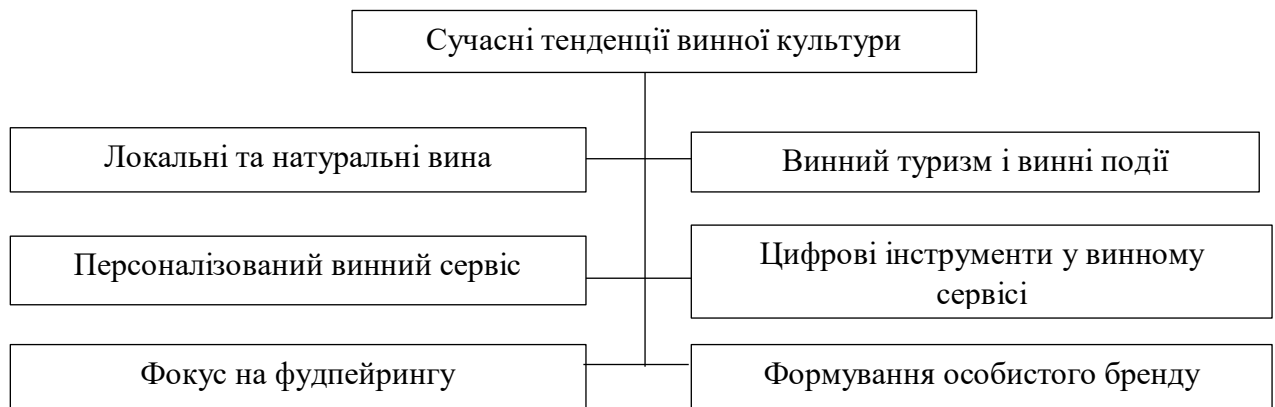 Сучасні тенденції винної культури
Локальні та натуральні вина
Винний туризм і винні події
Персоналізований винний сервіс
Цифрові інструменти у винному
сервісі
Фокус на фудпейрингу
Формування особистого бренду